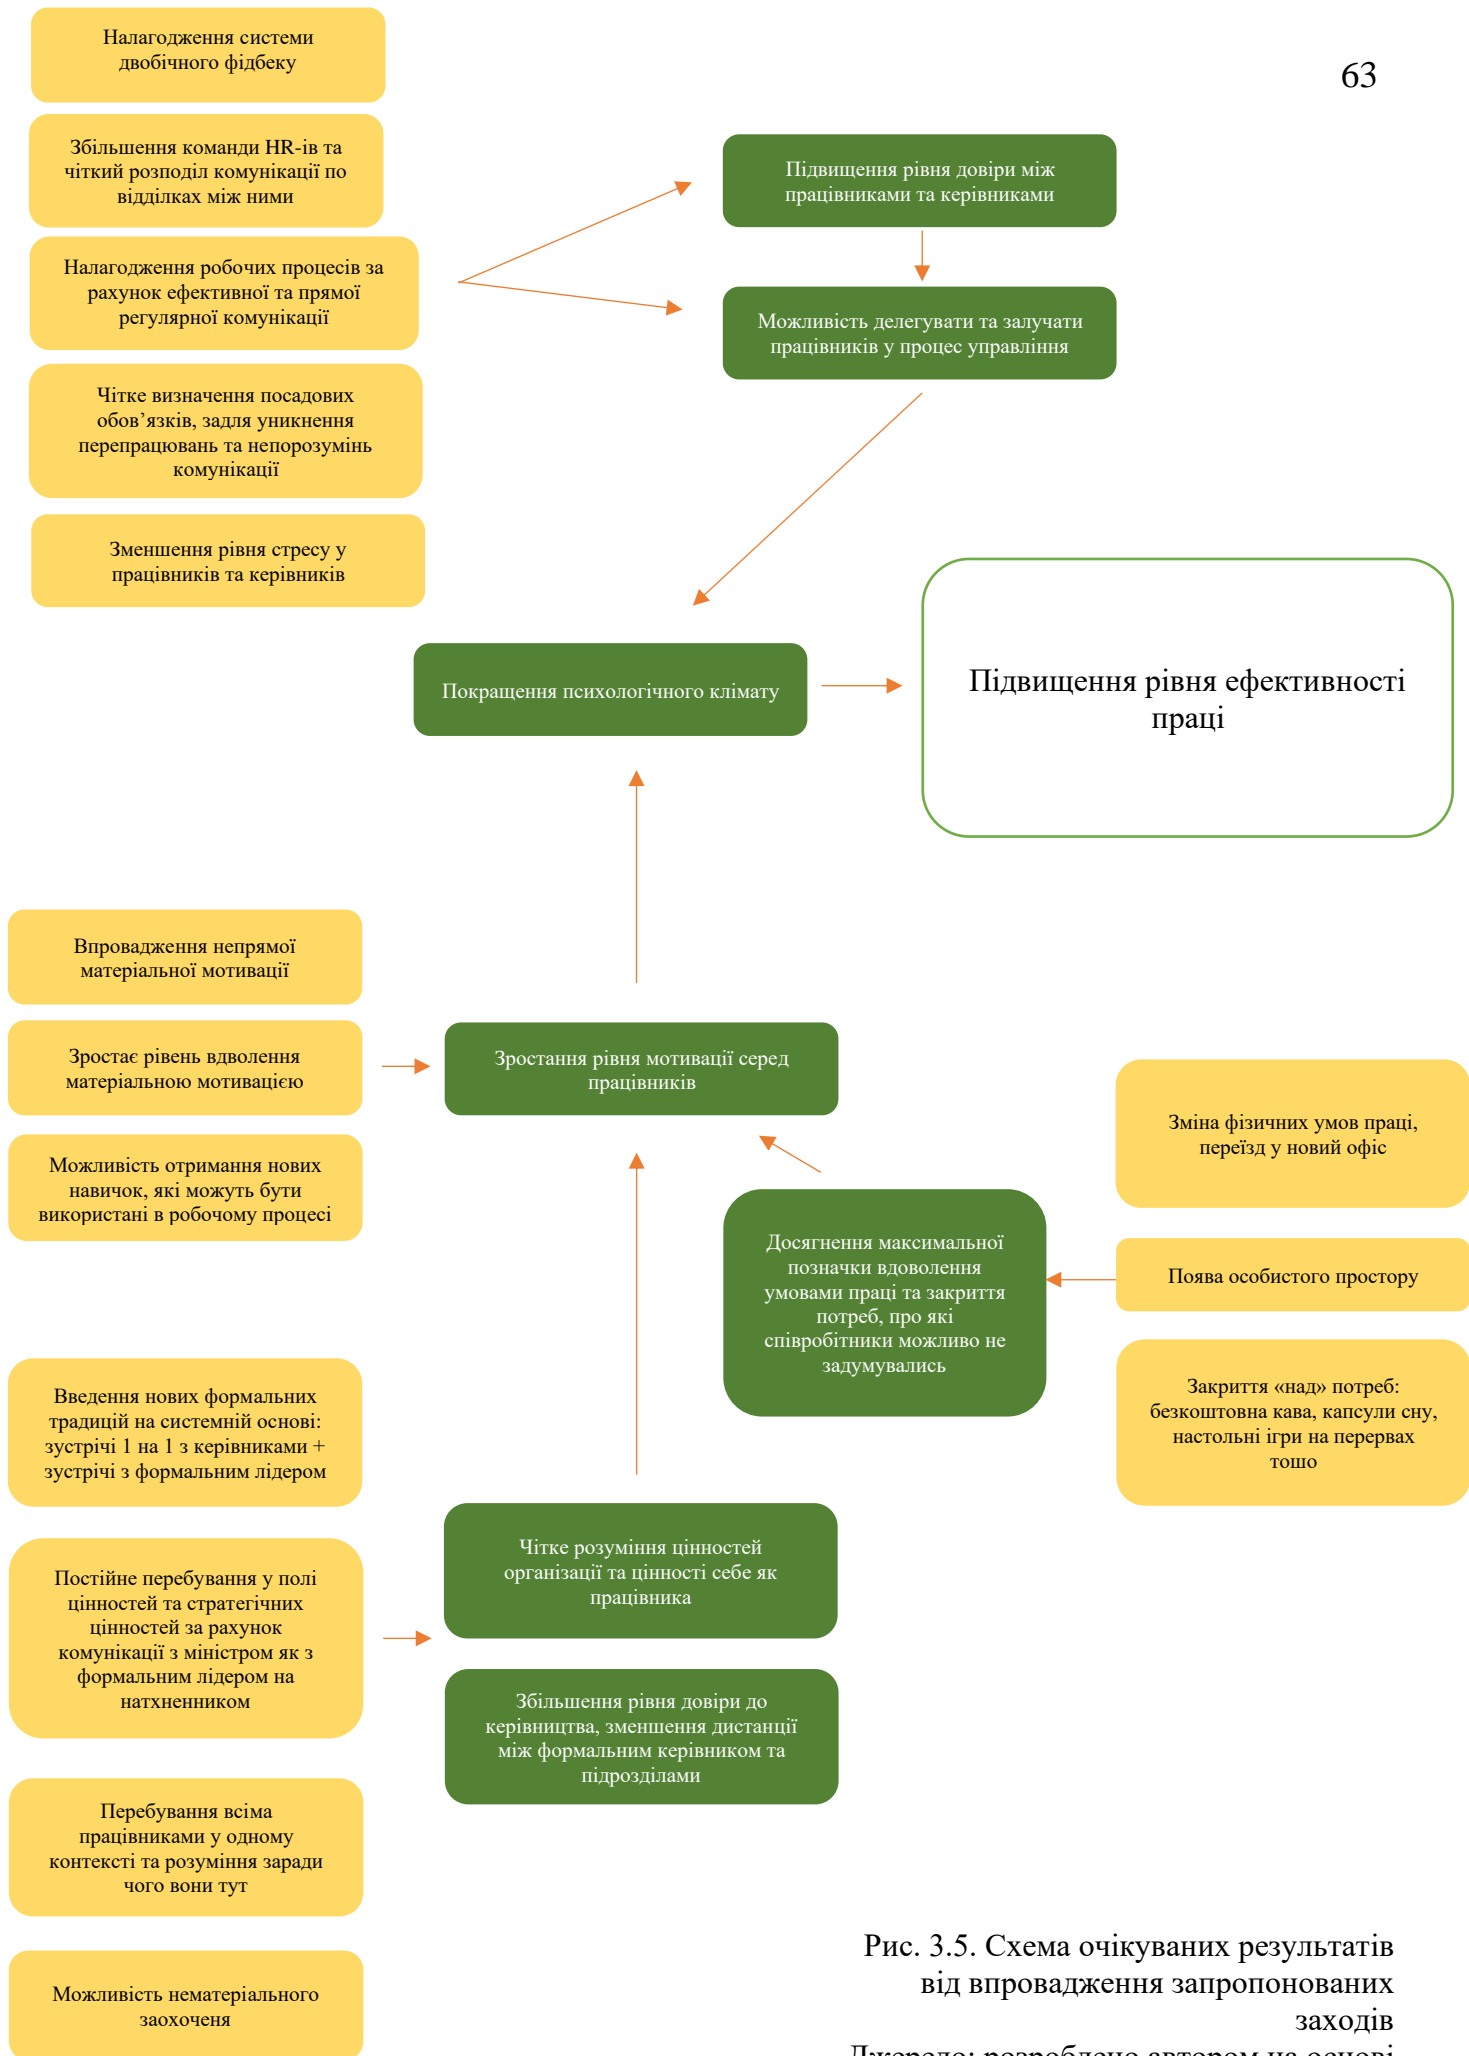 63
Налагодження системи
двобічного фідбеку
Збільшення команди HR-ів та
чіткий розподіл комунікації по
відділках між ними
Налагодження робочих процесів за
рахунок ефективної та прямої
регулярної комунікації
Чітке визначення посадових
обов’язків, задля уникнення
перепрацювань та непорозумінь
комунікації
Зменшення рівня стресу у
працівників та керівників
Підвищення рівня довіри між
працівниками та керівниками
Можливість делегувати та залучати
працівників у процес управління
Покращення психологічного клімату
Підвищення рівня ефективності
праці
Впровадження непрямої
матеріальної мотивації
Зростає рівень вдволення
матеріальною мотивацією
Можливість отримання нових
навичок, які можуть бути
використані в робочому процесі
Зростання рівня мотивації серед
працівників
Зміна фізичних умов праці,
переїзд у новий офіс
Поява особистого простору
Закриття «над» потреб:
безкоштовна кава, капсули сну,
настольні ігри на перервах
тошо
Досягнення максимальної
позначки вдоволення
умовами праці та закриття
потреб, про які
співробітники можливо не
задумувались
Введення нових формальних
традицій на системній основі:
зустрічі 1 на 1 з керівниками +
зустрічі з формальним лідером
Постійне перебування у полі
цінностей та стратегічних
цінностей за рахунок
комунікації з міністром як з
формальним лідером на
натхненником
Перебування всіма
працівниками у одному
контексті та розуміння заради
чого вони тут
Можливість нематеріального
заохоченя
Чітке розуміння цінностей
організації та цінності себе як
працівника
Збільшення рівня довіри до
керівництва, зменшення дистанції
між формальним керівником та
підрозділами
Рис. 3.5. Схема очікуваних результатів
від впровадження запропонованих
заходів
Джерело: розроблено автором на основі